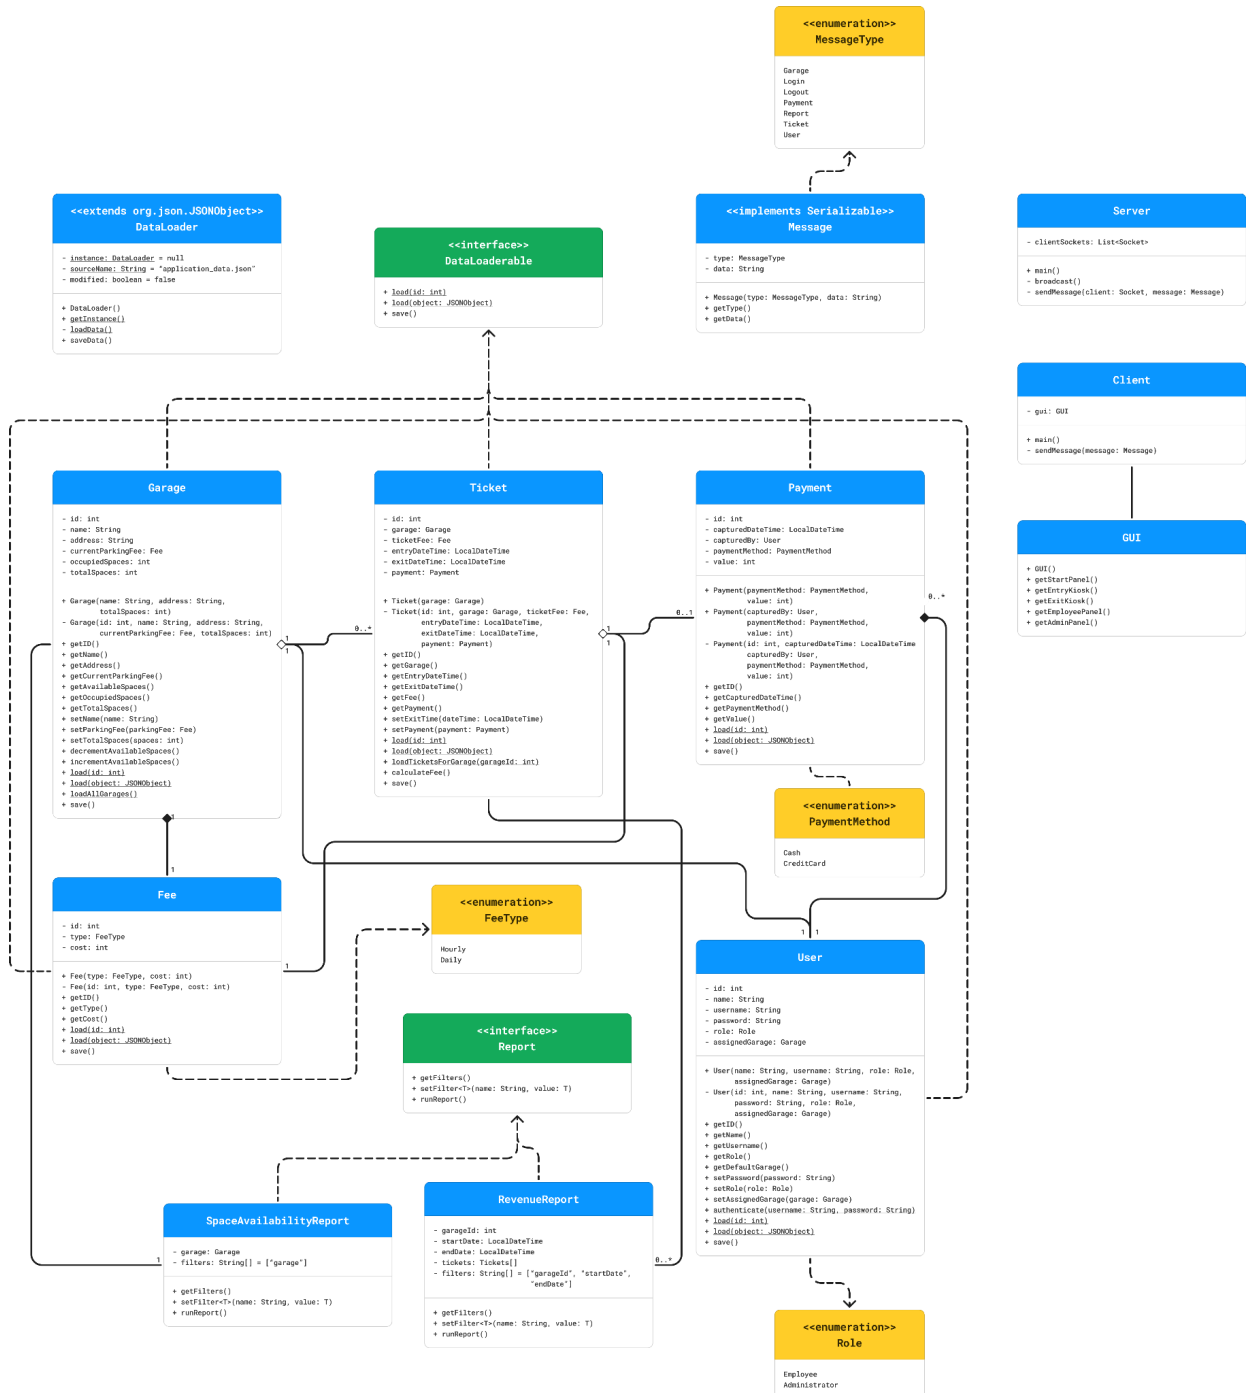 <<enumeration>>
MessageType
Garage
Login
Logout
Payment
Report
Ticket
User
<<extends org.json.JSONObject>>
DataLoader
- instance: DataLoader = null
- sourceName: String = "application_data.json"
- modified: boolean = false
+ DataLoader()
+ getInstance()
- loadData()
+ saveData()
<<interface>>
DataLoaderable
+ load(id: int)
+ load(object: JSONObject)
+ save()
<<implements Serializable>>
Message
- type: MessageType
- data: String
+ Message(type: MessageType, data: String)
+ getType()
+ getData()
Server
- clientSockets: List<Socket>
+ main()
- broadcast()
- sendMessage(client: Socket, message: Message)
Client
- gui: GUI
+ main()
- sendMessage(message: Message)
GUI
+ GUI()
+ getStartPanel()
+ getEntryKiosk()
+ getExitKiosk()
+ getEmployeePanel()
+ getAdminPanel()
Garage
- id: int
- name: String
- address: String
- currentParkingFee: Fee
- occupiedSpaces: int
- totalSpaces: int
+ Garage(name: String, address: String,
totalSpaces: int)
- Garage(id: int, name: String, address: String,
currentParkingFee: Fee, totalSpaces: int)
+ getID()
+ getName()
+ getAddress()
+ getCurrentParkingFee()
+ getAvailableSpaces()
+ getOccupiedSpaces()
+ getTotalSpaces()
+ setName(name: String)
+ setParkingFee(parkingFee: Fee)
+ setTotalSpaces(spaces: int)
+ decrementAvailableSpaces()
+ incrementAvailableSpaces()
+ load(id: int)
+ load(object: JSONObject)
+ loadAllGarages()
+ save()
1
1
0..*
1
1
Ticket
- id: int
- garage: Garage
- ticketFee: Fee
- entryDateTime: LocalDateTime
- exitDateTime: LocalDateTime
- payment: Payment
+ Ticket(garage: Garage)
- Ticket(id: int, garage: Garage, ticketFee: Fee,
entryDateTime: LocalDateTime,
exitDateTime: LocalDateTime,
payment: Payment)
+ getID()
+ getGarage()
+ getEntryDateTime()
+ getExitDateTime()
+ getFee()
+ getPayment()
+ setExitTime(dateTime: LocalDateTime)
+ setPayment(payment: Payment)
+ load(id: int)
+ load(object: JSONObject)
+ loadTicketsForGarage(garageId: int)
+ calculateFee()
+ save()
1
1
0..1
Payment
- id: int
- capturedDateTime: LocalDateTime
- capturedBy: User
- paymentMethod: PaymentMethod
- value: int
+ Payment(paymentMethod: PaymentMethod,
value: int)
+ Payment(capturedBy: User,
paymentMethod: PaymentMethod,
value: int)
- Payment(id: int, capturedDateTime: LocalDateTime
capturedBy: User,
paymentMethod: PaymentMethod,
value: int)
+ getID()
+ getCapturedDateTime()
+ getPaymentMethod()
+ getValue()
+ load(id: int)
+ load(object: JSONObject)
+ save()
0..*
<<enumeration>>
PaymentMethod
Cash
CreditCard
Fee
- id: int
- type: FeeType
- cost: int
+ Fee(type: FeeType, cost: int)
- Fee(id: int, type: FeeType, cost: int)
+ getID()
+ getType()
+ getCost()
+ load(id: int)
+ load(object: JSONObject)
+ save()
1
<<enumeration>>
FeeType
Hourly
Daily
<<interface>>
Report
+ getFilters()
+ setFilter<T>(name: String, value: T)
+ runReport()
1
1
User
- id: int
- name: String
- username: String
- password: String
- role: Role
- assignedGarage: Garage
+ User(name: String, username: String, role: Role,
assignedGarage: Garage)
- User(id: int, name: String, username: String,
password: String, role: Role,
assignedGarage: Garage)
+ getID()
+ getName()
+ getUsername()
+ getRole()
+ getDefaultGarage()
+ setPassword(password: String)
+ setRole(role: Role)
+ setAssignedGarage(garage: Garage)
+ authenticate(username: String, password: String)
+ load(id: int)
+ load(object: JSONObject)
+ save()
1
SpaceAvailabilityReport
- garage: Garage
- filters: String[] = ["garage"]
+ getFilters()
+ setFilter<T>(name: String, value: T)
+ runReport()
RevenueReport
- garageId: int
- startDate: LocalDateTime
- endDate: LocalDateTime
- tickets: Tickets[]
- filters: String[] = ["garageId", "startDate",
"endDate"]
+ getFilters()
+ setFilter<T>(name: String, value: T)
+ runReport()
0..*
<<enumeration>>
Role
Employee
Administrator